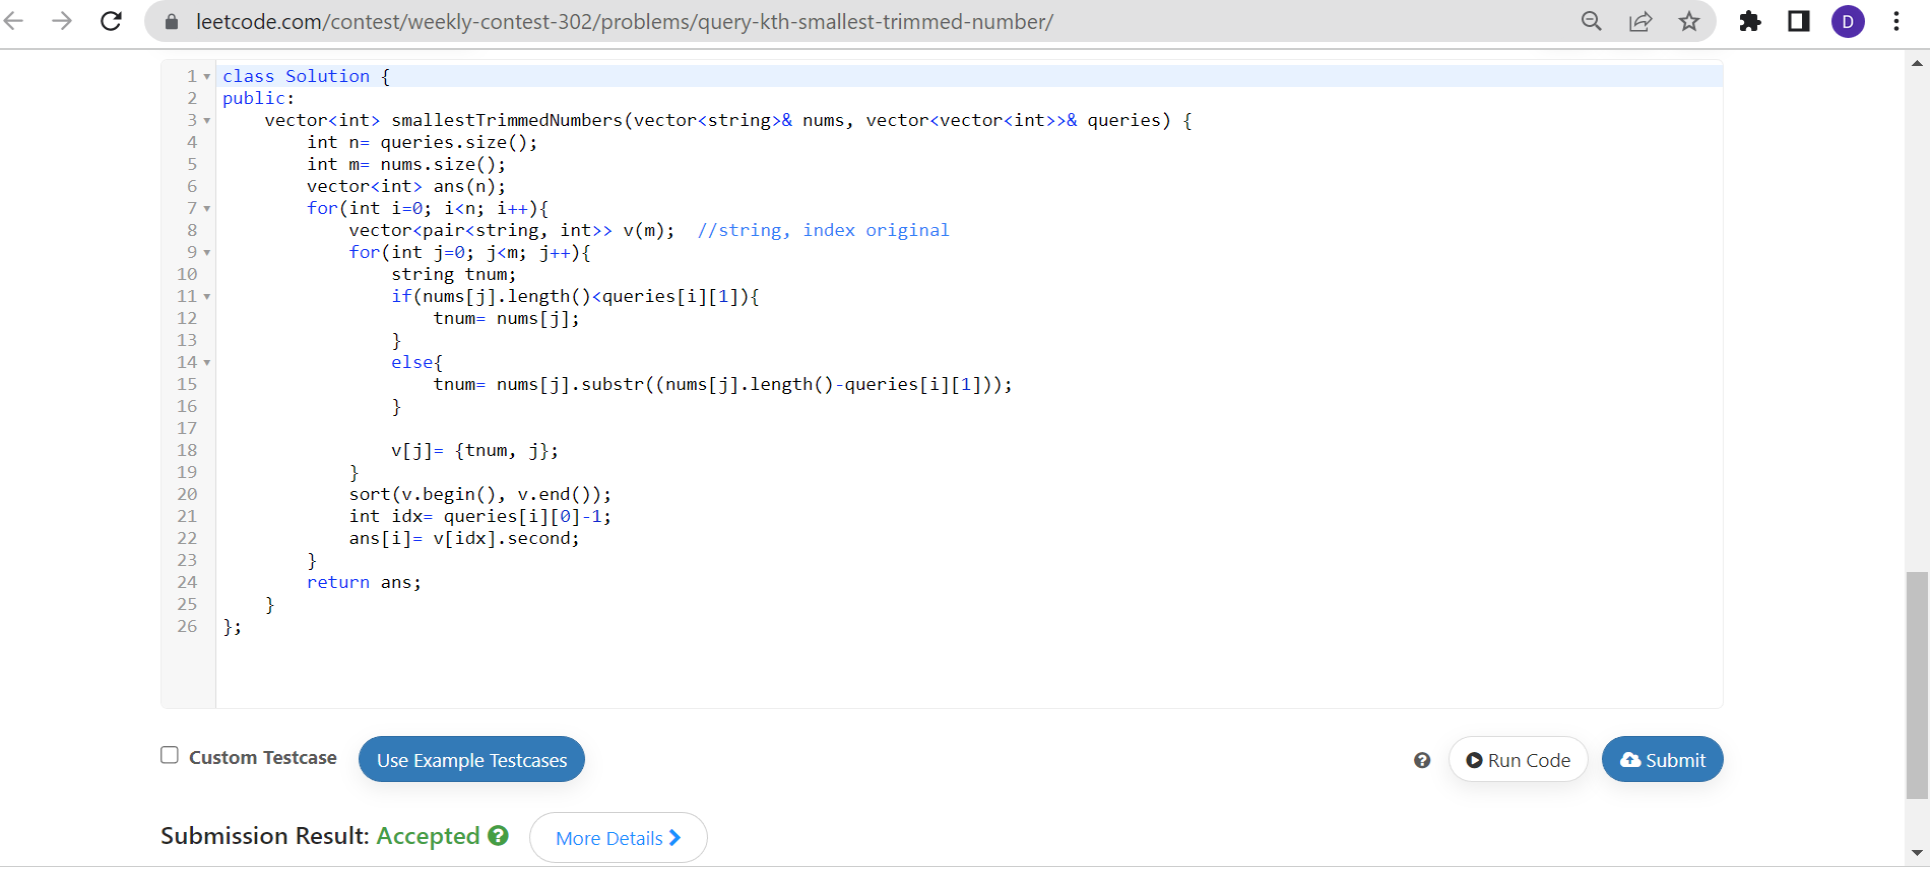 leetcode.com/contest/weekly-contest-302/problems/query-kth-smallest-trimmed-number/
D
1 class Solution {
2 public:
3     vector<int> smallestTrimmedNumbers(vector<string>& nums, vector<vector<int>>& queries) {
4         int n= queries.size();
5         int m= nums.size();
6         vector<int> ans(n);
7         for(int i=0; i<n; i++){
8             vector<pair<string, int>> v(m);  //string, index original
9             for(int j=0; j<m; j++){
10                 string tnum;
11                 if(nums[j].length()<queries[i][1]){
12                     tnum= nums[j];
13                 }
14                 else{
15                     tnum= nums[j].substr((nums[j].length()-queries[i][1]));
16                 }
17
18                 v[j]= {tnum, j};
19             }
20             sort(v.begin(), v.end());
21             int idx= queries[i][0]-1;
22             ans[i]= v[idx].second;
23         }
24         return ans;
25     }
26 };
Custom Testcase Use Example Testcases ? Run Code Submit
Submission Result: Accepted ? More Details